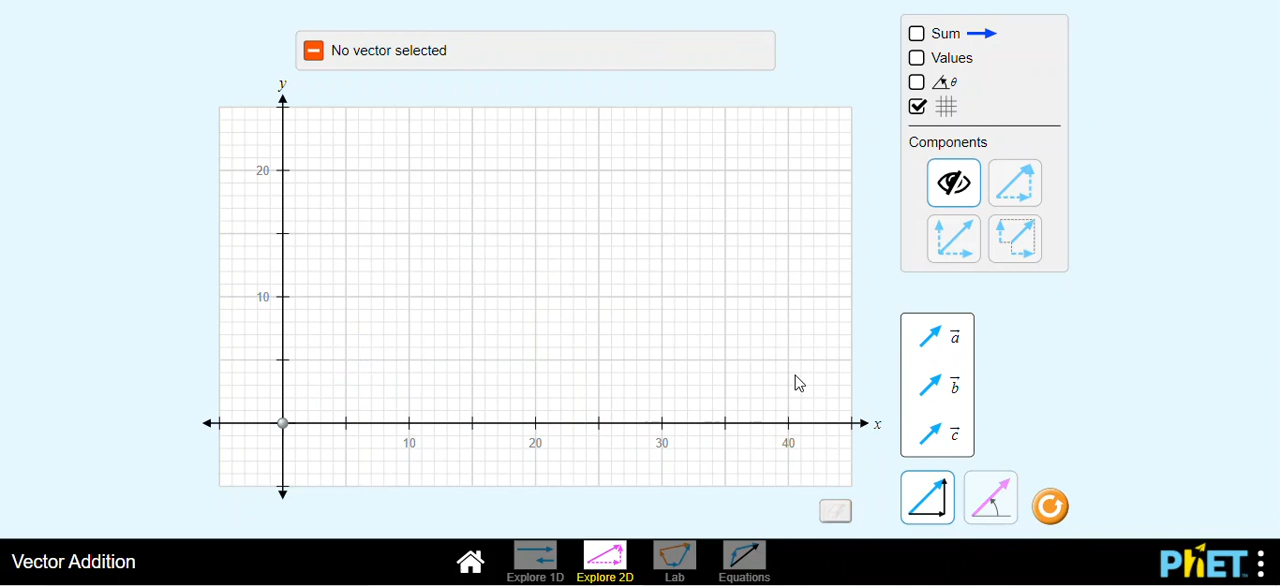 No vector selected
Sum
Values
θ
Components
y
20
10
x
10
20
30
40
a
b
c
Vector Addition
Explore 1D
Explore 2D
Lab
Equations
PhET